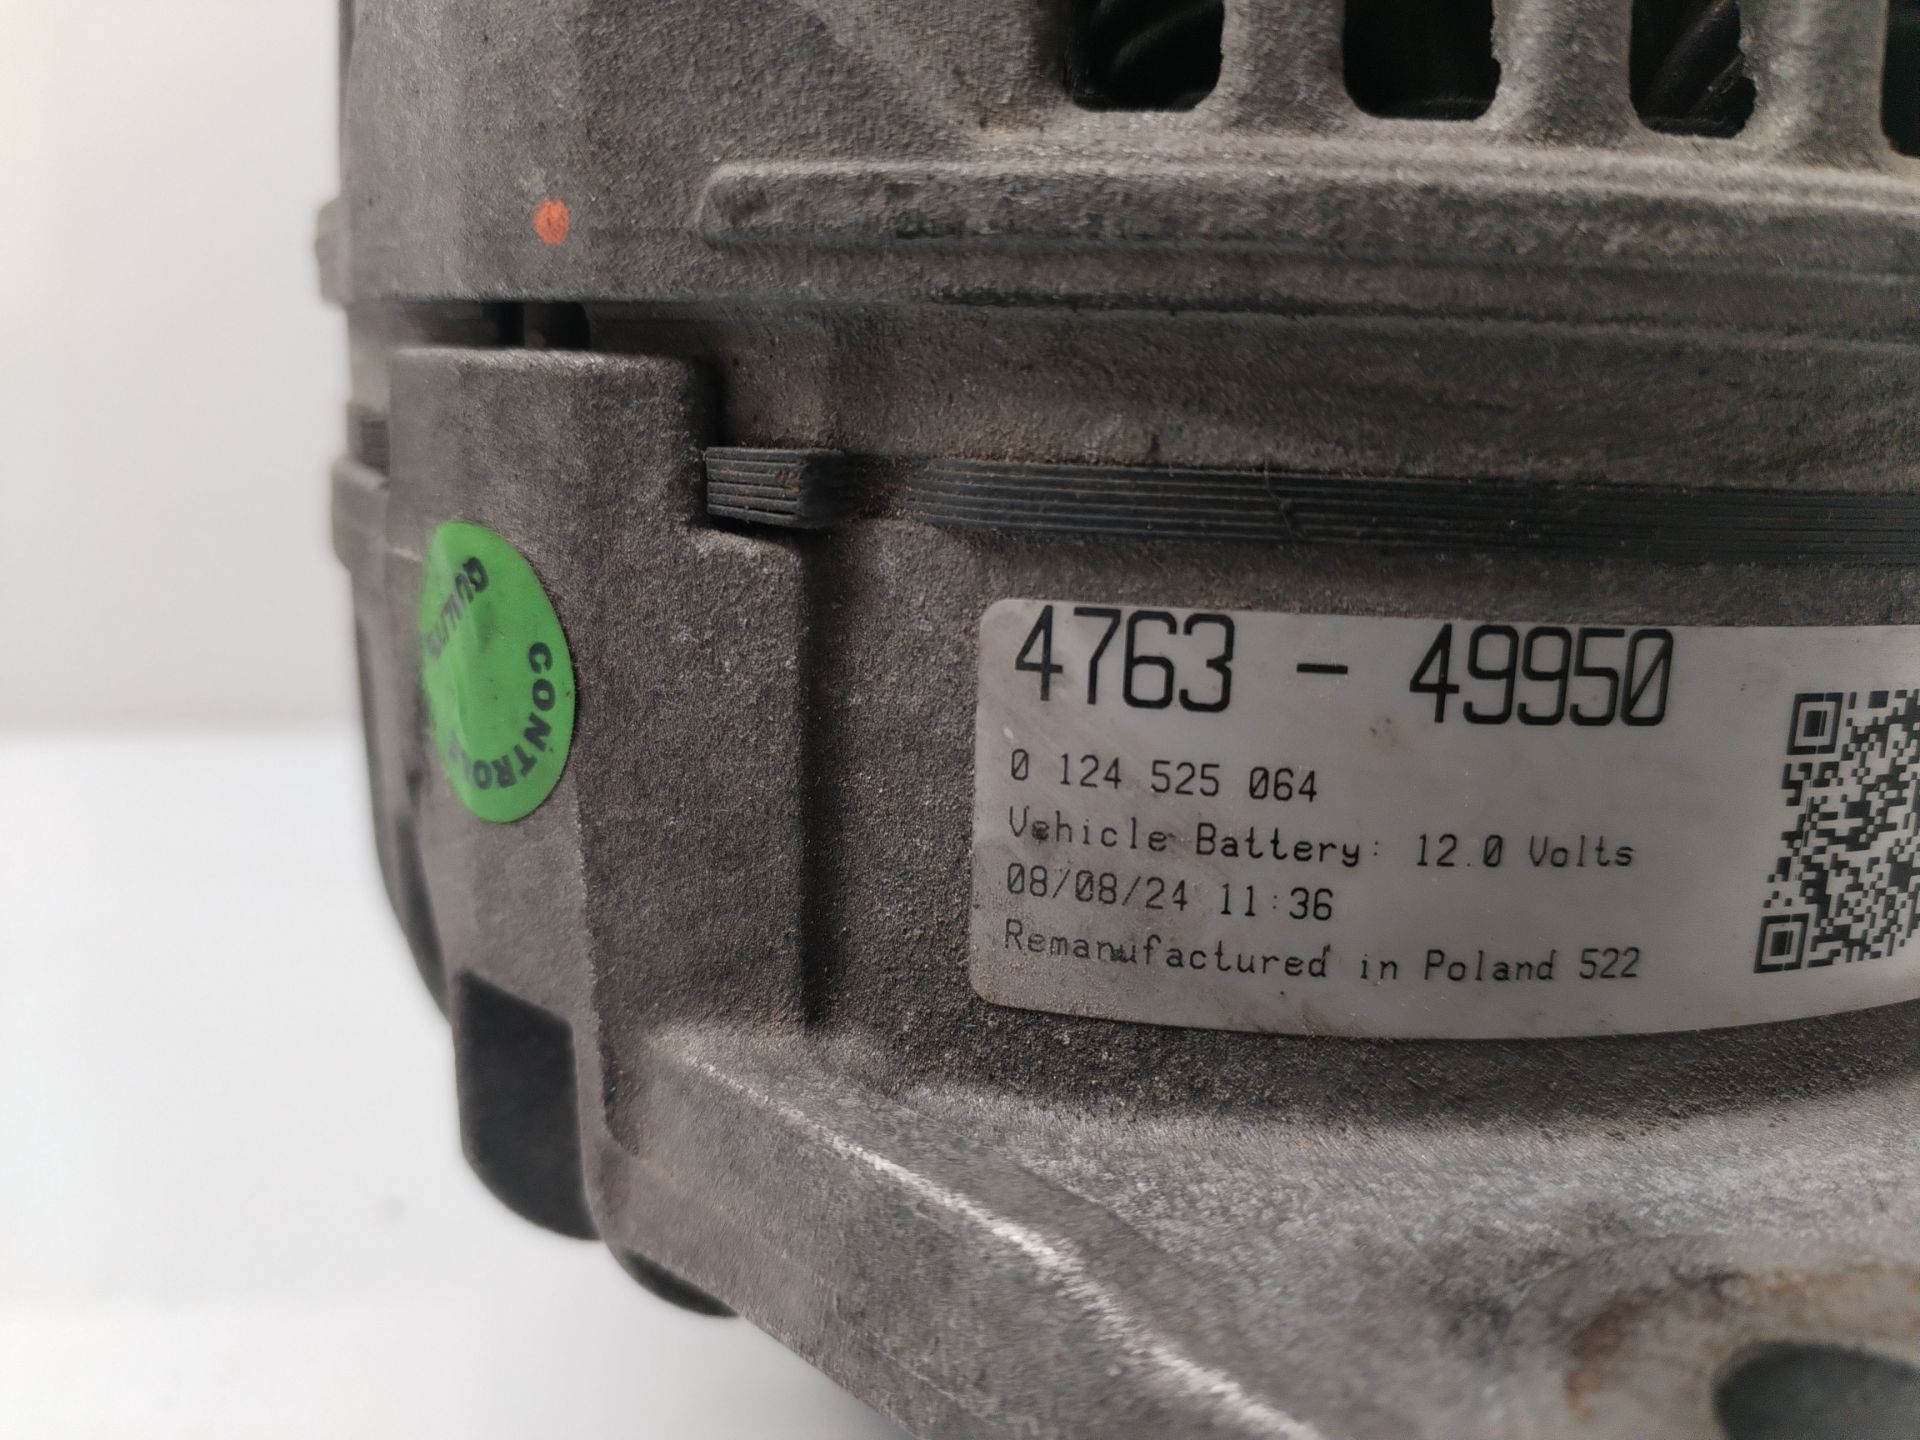 4763 - 49950
0 124 525 064
Vehicle Battery: 12.0 Volts
08/08/24 11:36
Remanufactured in Poland 522
CONTROLE